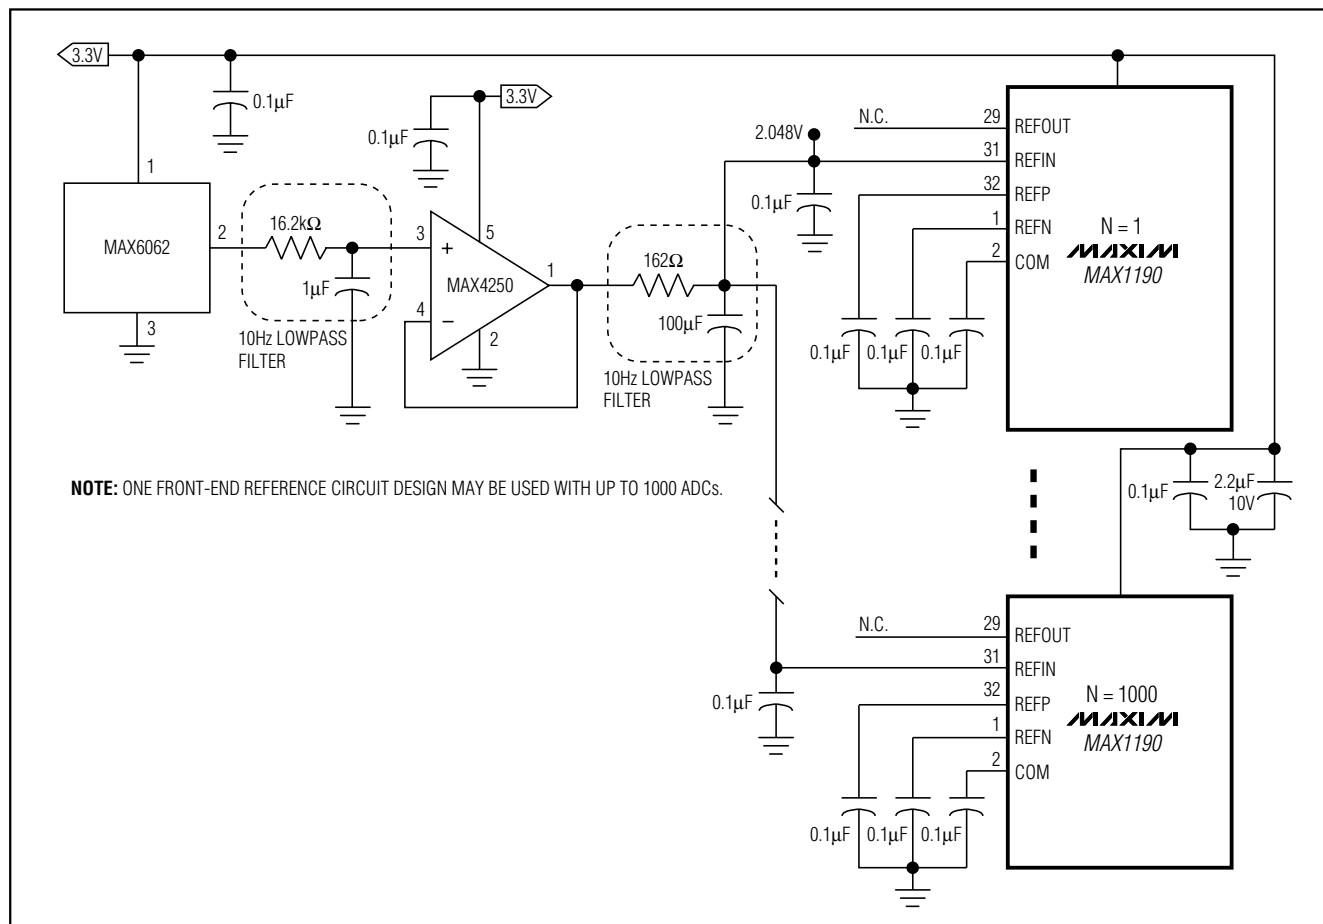 3.3V
0.1µF
1
MAX6062
2
3
16.2kΩ
1µF
10Hz LOWPASS
FILTER
0.1µF
3.3V
3
+
5
MAX4250
1
4
−
2
162Ω
100µF
10Hz LOWPASS
FILTER
2.048V
0.1µF
N.C.
29
REFOUT
31
REFIN
32
REFP
1
REFN
2
COM
N = 1
MAXIM
MAX1190
0.1µF
0.1µF
0.1µF
NOTE: ONE FRONT-END REFERENCE CIRCUIT DESIGN MAY BE USED WITH UP TO 1000 ADCs.
0.1µF
2.2µF
10V
N.C.
29
REFOUT
31
REFIN
32
REFP
1
REFN
2
COM
N = 1000
MAXIM
MAX1190
0.1µF
0.1µF
0.1µF
0.1µF